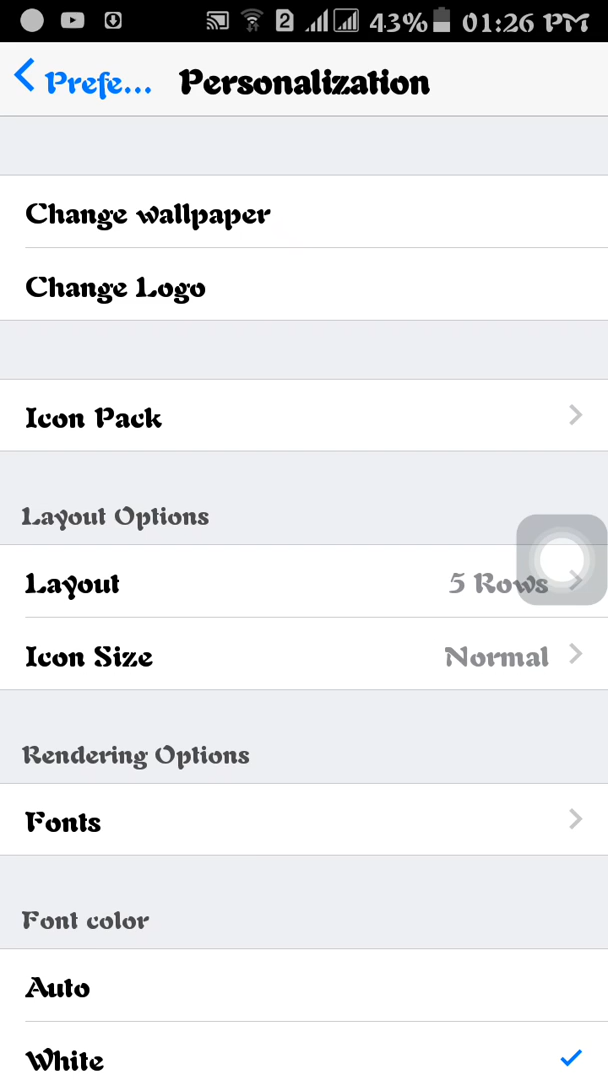 2 43% 01:26 PM
Prefe... Personalization
Change wallpaper
Change Logo
Icon Pack
Layout Options
Layout 5 Rows
Icon Size Normal
Rendering Options
Fonts
Font color
Auto
White